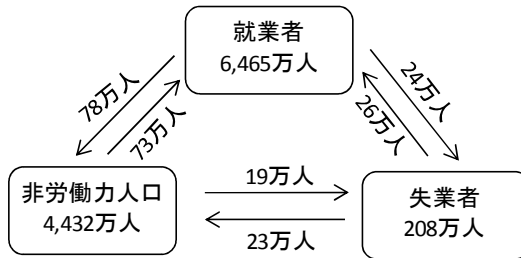 就業者
6,465万人
78万人
73万人
24万人
26万人
非労働力人口
4,432万人
19万人
23万人
失業者
208万人